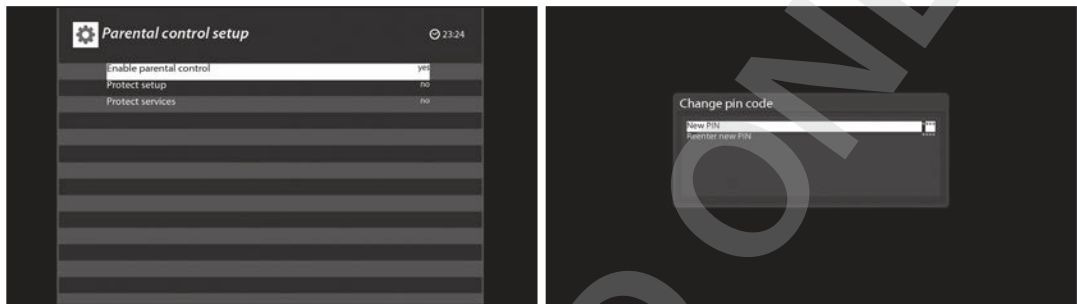 Parental control setup
23:24
Enable parental control yes
Protect setup no
Protect services no
Change pin code
New PIN ****
Reenter new PIN ****